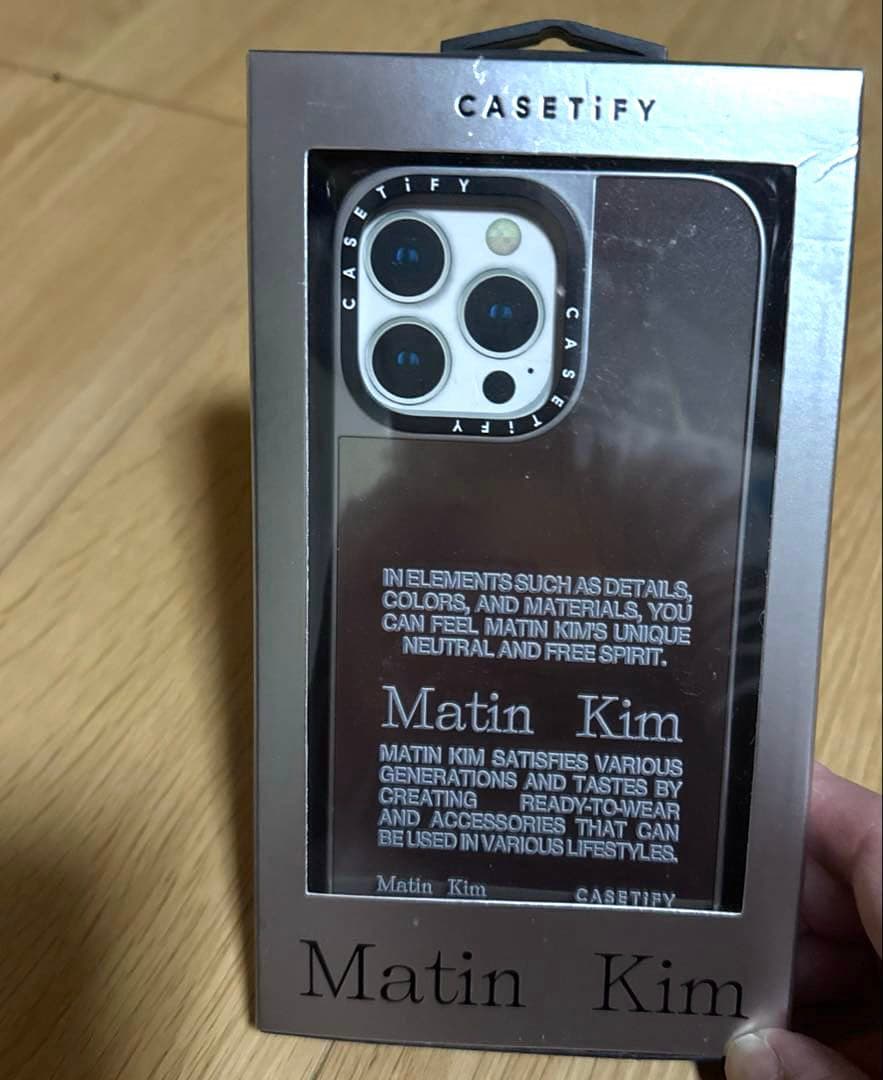 CASETiFY
CASETiFY
CASETiFY
IN ELEMENTS SUCH AS DETAILS,
COLORS, AND MATERIALS, YOU
CAN FEEL MATIN KIM'S UNIQUE
NEUTRAL AND FREE SPIRIT.
Matin Kim
MATIN KIM SATISFIES VARIOUS
GENERATIONS AND TASTES BY
CREATING READY-TO-WEAR
AND ACCESSORIES THAT CAN
BE USED IN VARIOUS LIFESTYLES.
Matin Kim CASETiFY
Matin Kim